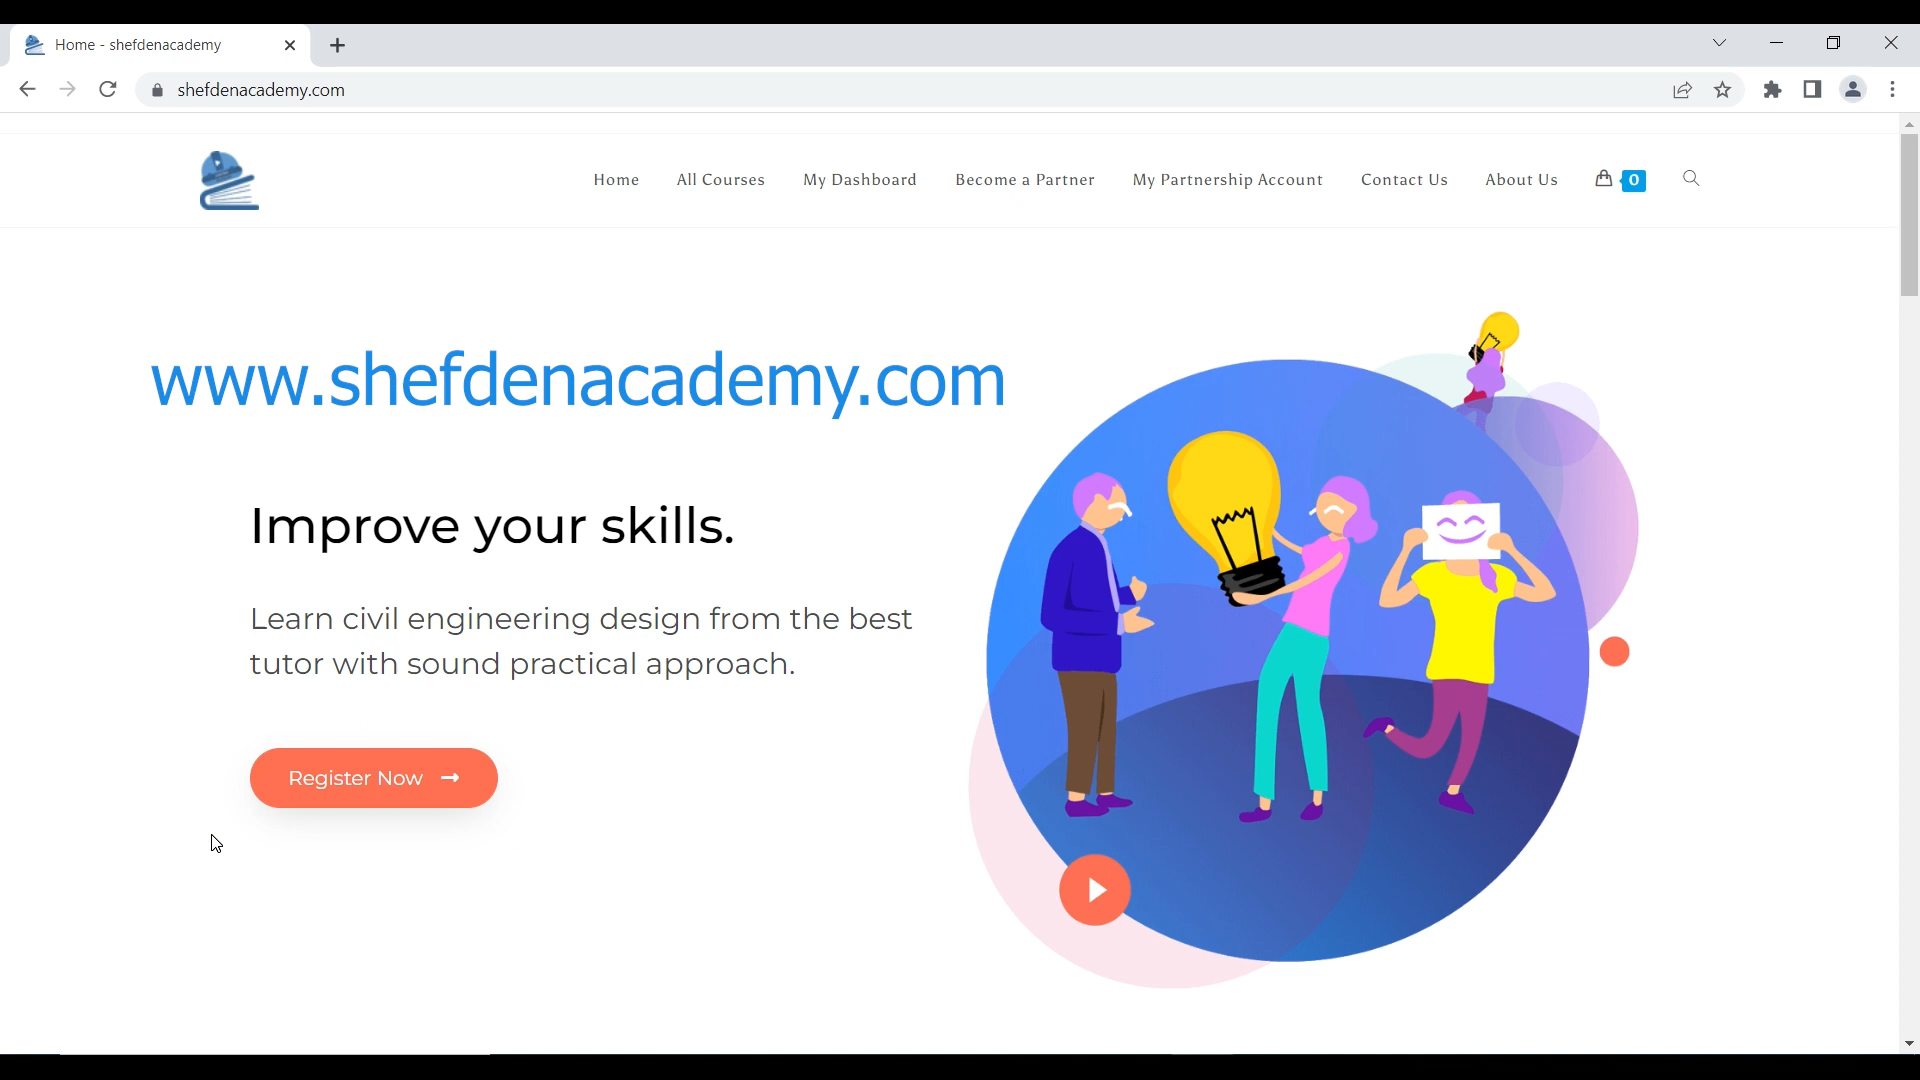 Home - shefdenacademy
shefdenacademy.com
Home All Courses My Dashboard Become a Partner My Partnership Account Contact Us About Us 0
www.shefdenacademy.com
Improve your skills.
Learn civil engineering design from the best
tutor with sound practical approach.
Register Now